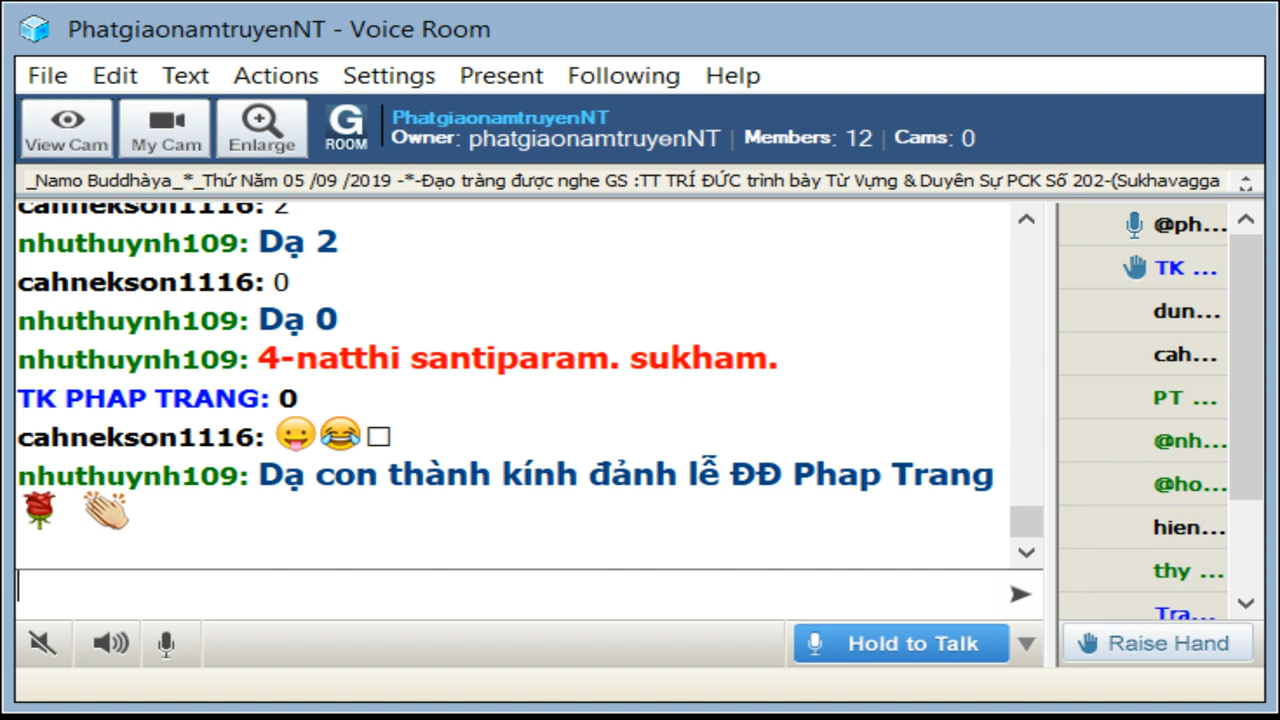 PhatgiaonamtruyenNT - Voice Room
File Edit Text Actions Settings Present Following Help
View Cam My Cam Enlarge G ROOM
PhatgiaonamtruyenNT
Owner: phatgiaonamtruyenNT | Members: 12 | Cams: 0
_Namo Buddhàya_*_Thứ Năm 05 /09 /2019 -*-Đạo tràng được nghe GS :TT TRÍ ĐỨC trình bày Từ Vựng & Duyên Sự PCK Số 202-(Sukhavagga
cahnekson1116: 2
nhuthuynh109: Dạ 2
cahnekson1116: 0
nhuthuynh109: Dạ 0
nhuthuynh109: 4-natthi santiparam. sukham.
TK PHAP TRANG: 0
cahnekson1116: 😛😂□
nhuthuynh109: Dạ con thành kính đảnh lễ ĐĐ Phap Trang
🌹 👏
@ph...
TK ...
dun...
cah...
PT ...
@nh...
@ho...
hien...
thy ...
Tra...
Hold to Talk
Raise Hand